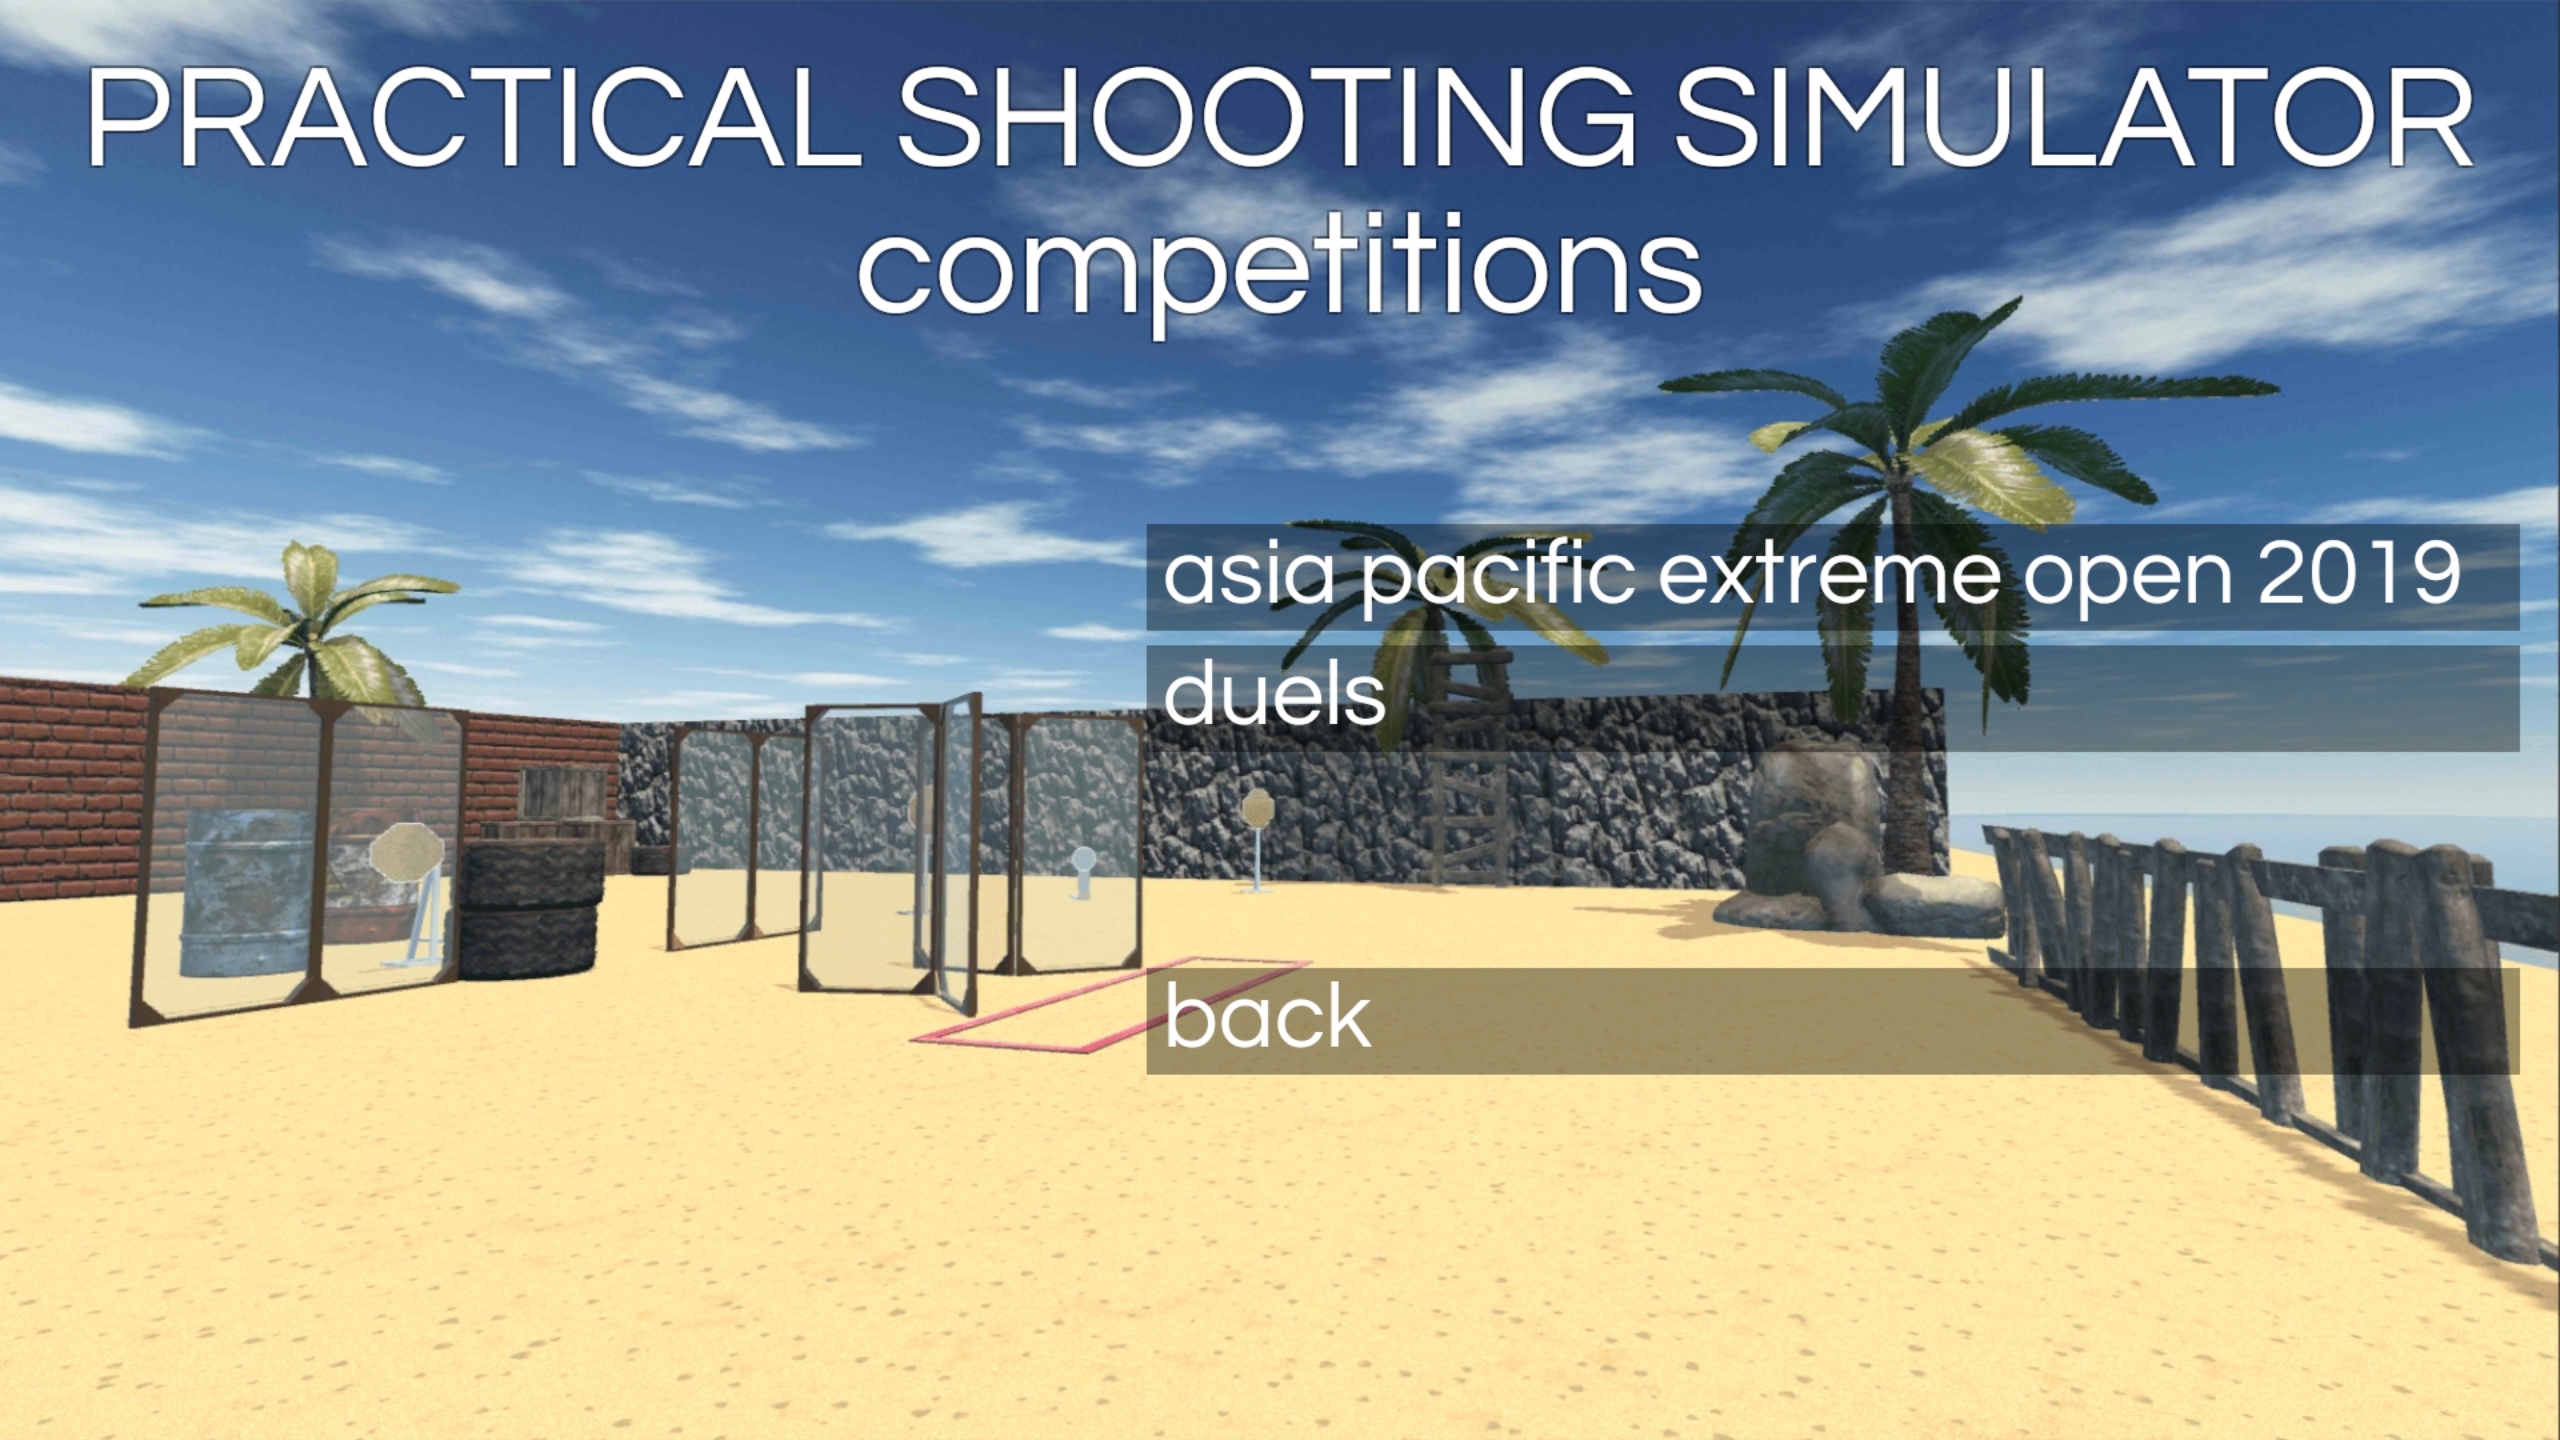 PRACTICAL SHOOTING SIMULATOR
competitions
asia pacific extreme open 2019
duels
back